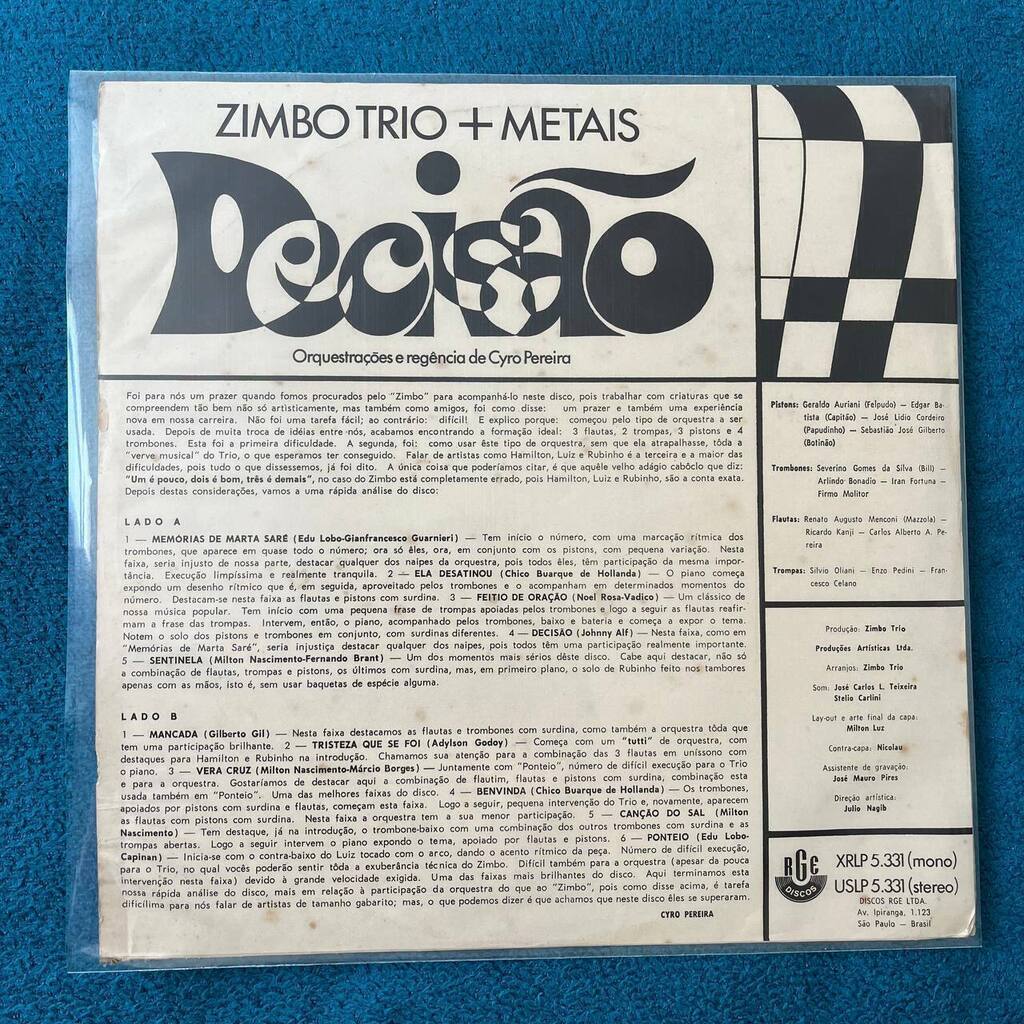 ZIMBO TRIO + METAIS
Decisão
Orquestrações e regência de Cyro Pereira
Foi para nós um prazer quando fomos procurados pelo "Zimbo" para acompanhá-lo neste disco, pois trabalhar com criaturas que se
compreendem tão bem não só artisticamente, mas também como amigos, foi como disse: um prazer e também uma experiência
nova em nossa carreira. Não foi uma tarefa fácil; ao contrário: difícil! E explico porque: começou pelo tipo de orquestra a ser
usada. Depois de muita troca de idéias entre-nós, acabamos encontrando a formação ideal: 3 flautas, 2 trompas, 3 pistons e 4
trombones. Esta foi a primeira dificuldade. A segunda, foi: como usar êste tipo de orquestra, sem que ela atrapalhasse, tôda a
"verve musical" do Trio, o que esperamos ter conseguido. Falar de artistas como Hamilton, Luiz e Rubinho é a terceira e a maior das
dificuldades, pois tudo o que dissessemos, já foi dito. A única coisa que poderíamos citar, é que aquêle velho adágio cabôclo que diz:
"Um é pouco, dois é bom, três é demais", no caso do Zimbo está completamente errado, pois Hamilton, Luiz e Rubinho, são a conta exata.
Depois destas considerações, vamos a uma rápida análise do disco:
LADO A
1 — MEMÓRIAS DE MARTA SARÉ (Edu Lobo-Gianfrancesco Guarnieri) — Tem início o número, com uma marcação rítmica dos
trombones, que aparece em quase todo o número; ora só êles, ora, em conjunto com os pistons, com pequena variação. Nesta
faixa, seria injusto de nossa parte, destacar qualquer dos naipes da orquestra, pois todos êles, têm participação da mesma impor-
tância. Execução limpíssima e realmente tranquila. 2 — ELA DESATINOU (Chico Buarque de Hollanda) — O piano começa
expondo um desenho rítmico que é, em seguida, aproveitado pelos trombones e o acompanham em determinados momentos do
número. Destacam-se nesta faixa as flautas e pistons com surdina. 3 — FEITIO DE ORAÇÃO (Noel Rosa-Vadico) — Um clássico de
nossa música popular. Tem início com uma pequena frase de trompas apoiadas pelos trombones e logo a seguir as flautas reafir-
mam a frase das trompas. Intervem, então, o piano, acompanhado pelos trombones, baixo e bateria e começa a expor o tema.
Notem o solo dos pistons e trombones em conjunto, com surdinas diferentes. 4 — DECISÃO (Johnny Alf) — Nesta faixa, como em
"Memórias de Marta Saré", seria injustiça destacar qualquer dos naipes, pois todos têm uma participação realmente importante.
5 — SENTINELA (Milton Nascimento-Fernando Brant) — Um dos momentos mais sérios dêste disco. Cabe aqui destacar, não só
a combinação de flautas, trompas e pistons, os últimos com surdina, mas, em primeiro plano, o solo de Rubinho feito nos tambores
apenas com as mãos, isto é, sem usar baquetas de espécie alguma.
LADO B
1 — MANCADA (Gilberto Gil) — Nesta faixa destacamos as flautas e trombones com surdina, como também a orquestra tôda que
tem uma participação brilhante. 2 — TRISTEZA QUE SE FOI (Adylson Godoy) — Começa com um "tutti" de orquestra, com
destaques para Hamilton e Rubinho na introdução. Chamamos sua atenção para a combinação das 3 flautas em uníssono com
o piano. 3 — VERA CRUZ (Milton Nascimento-Márcio Borges) — Juntamente com "Ponteio", número de difícil execução para o Trio
e para a orquestra. Gostaríamos de destacar aqui a combinação de flautim, flautas e pistons com surdina, combinação esta
usada também em "Ponteio". Uma das melhores faixas do disco. 4 — BENVINDA (Chico Buarque de Hollanda) — Os trombones,
apoiados por pistons com surdina e flautas, começam esta faixa. Logo a seguir, pequena intervenção do Trio e, novamente, aparecem
as flautas com pistons com surdina. Nesta faixa a orquestra tem a sua menor participação. 5 — CANÇÃO DO SAL (Milton
Nascimento) — Tem destaque, já na introdução, o trombone-baixo com uma combinação dos outros trombones com surdina e as
trompas abertas. Logo a seguir intervem o piano expondo o tema, apoiado por flautas e pistons. 6 — PONTEIO (Edu Lobo-
Capinan) — Inicia-se com o contra-baixo do Luiz tocado com o arco, dando o acento rítmico da peça. Número de difícil execução,
para o Trio, no qual vocês poderão sentir tôda a exuberância técnica do Zimbo. Difícil também para a orquestra (apesar da pouca
intervenção nesta faixa) devido à grande velocidade exigida. Uma das faixas mais brilhantes do disco. Aqui terminamos esta
nossa rápida análise do disco, mais em relação à participação da orquestra do que ao "Zimbo", pois como disse acima, é tarefa
dificílima para nós falar de artistas de tamanho gabarito; mas, o que podemos dizer é que achamos que neste disco êles se superaram.
CYRO PEREIRA
Pistons: Geraldo Auriani (Felpudo) — Edgar Ba-
tista (Capitão) — José Lidio Cordeiro
(Papudinho) — Sebastião José Gilberto
(Botinão)
Trombones: Severino Gomes da Silva (Bill) —
Arlindo Bonadio — Iran Fortuna —
Firmo Molitor
Flautas: Renato Augusto Menconi (Mazzola) —
Ricardo Kanji — Carlos Alberto A. Pe-
reira
Trompas: Silvio Oliani — Enzo Pedini — Fran-
cesco Celano
Produção: Zimbo Trio
Produções Artísticas Ltda.
Arranjos: Zimbo Trio
Som: José Carlos L. Teixeira
Stelio Carlini
Lay-out e arte final da capa:
Milton Luz
Contra-capa: Nicolau
Assistente de gravação:
José Mauro Pires
Direção artística:
Julio Nagib
RGE
DISCOS
XRLP 5.331 (mono)
USLP 5.331 (stereo)
DISCOS RGE LTDA.
Av. Ipiranga, 1.123
São Paulo — Brasil